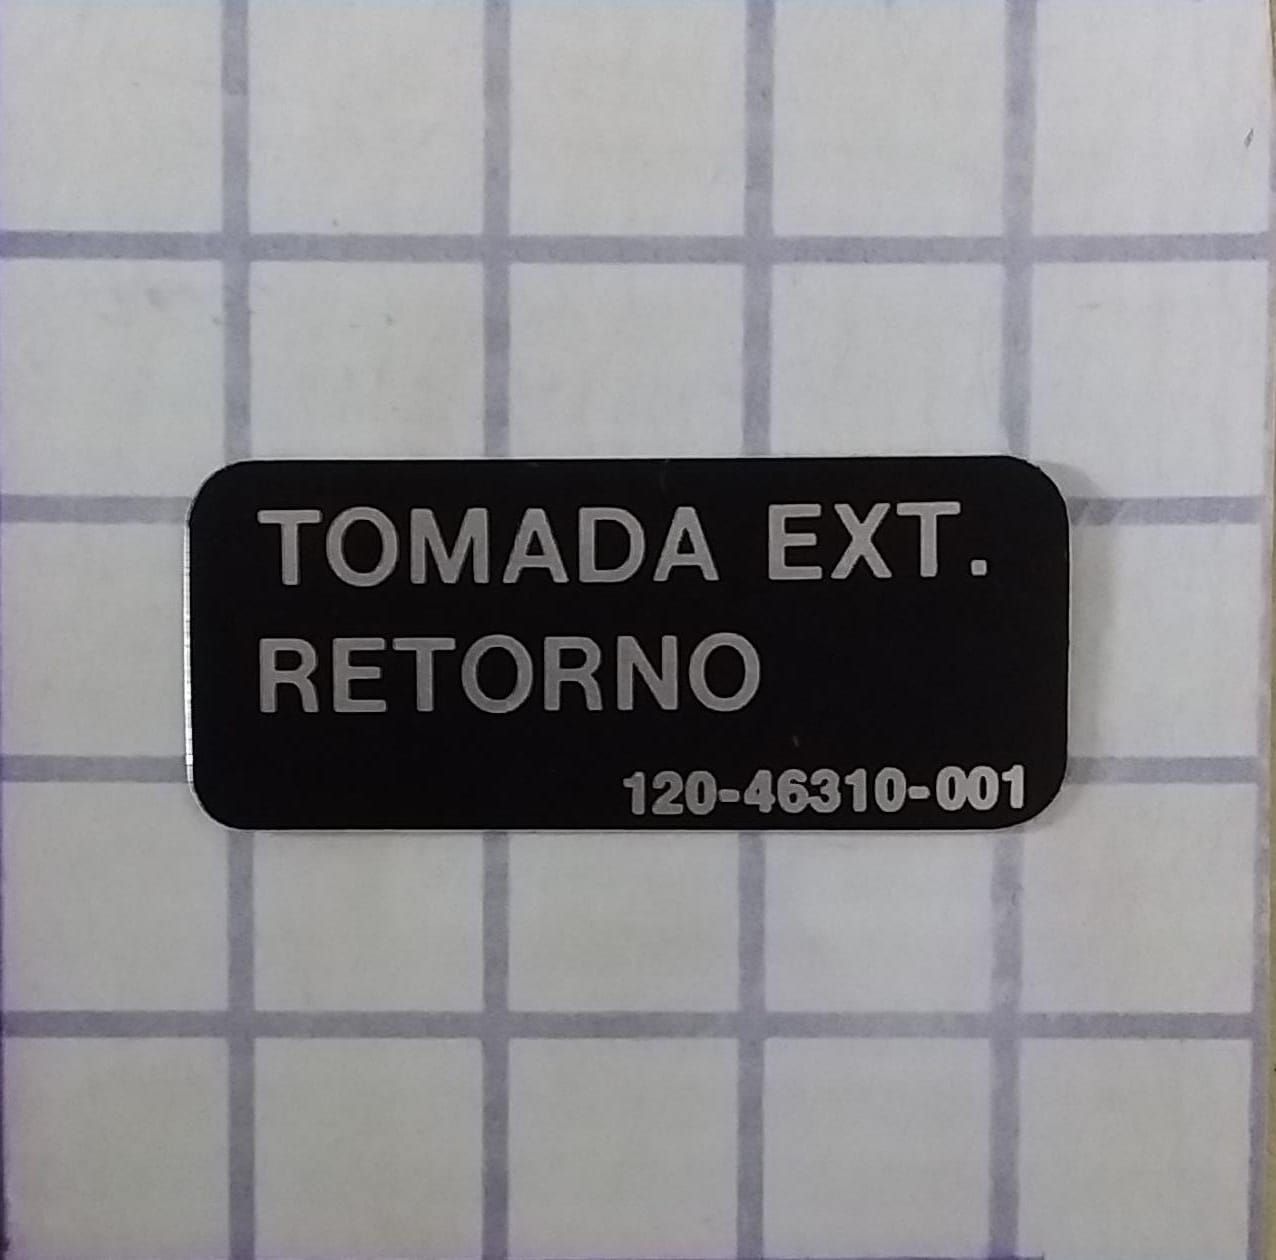 TOMADA EXT.
RETORNO
120-46310-001